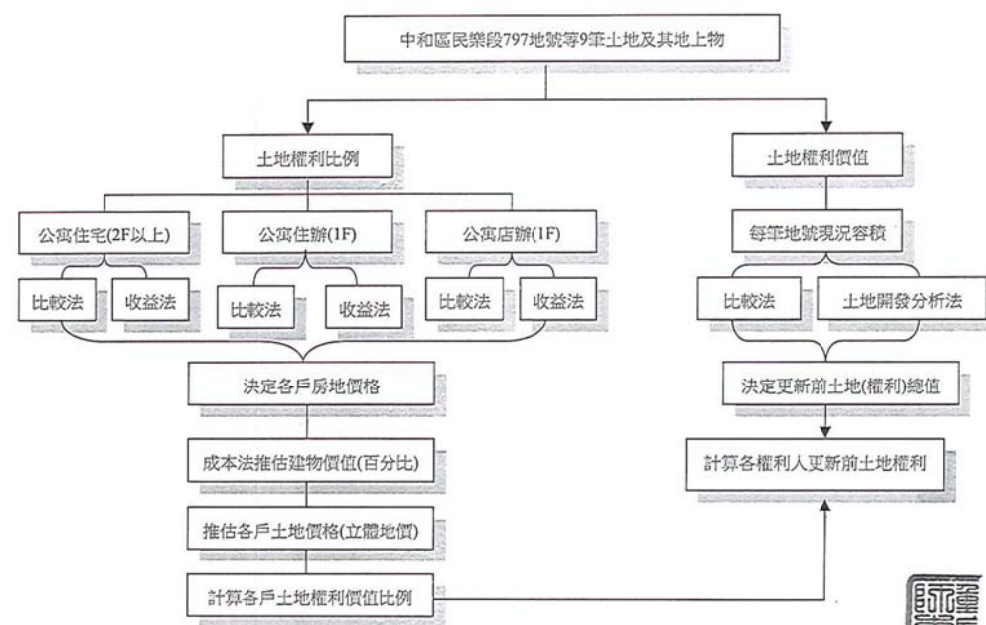 中和區民樂段797地號等9筆土地及其地上物
土地權利比例
土地權利價值
公寓住宅(2F以上)
公寓住辦(1F)
公寓店辦(1F)
每筆地號現況容積
比較法
收益法
比較法
收益法
比較法
收益法
比較法
土地開發分析法
決定各戶房地價格
決定更新前土地(權利)總值
成本法推估建物價值(百分比)
計算各權利人更新前土地權利
推估各戶土地價格(立體地價)
計算各戶土地權利價值比例